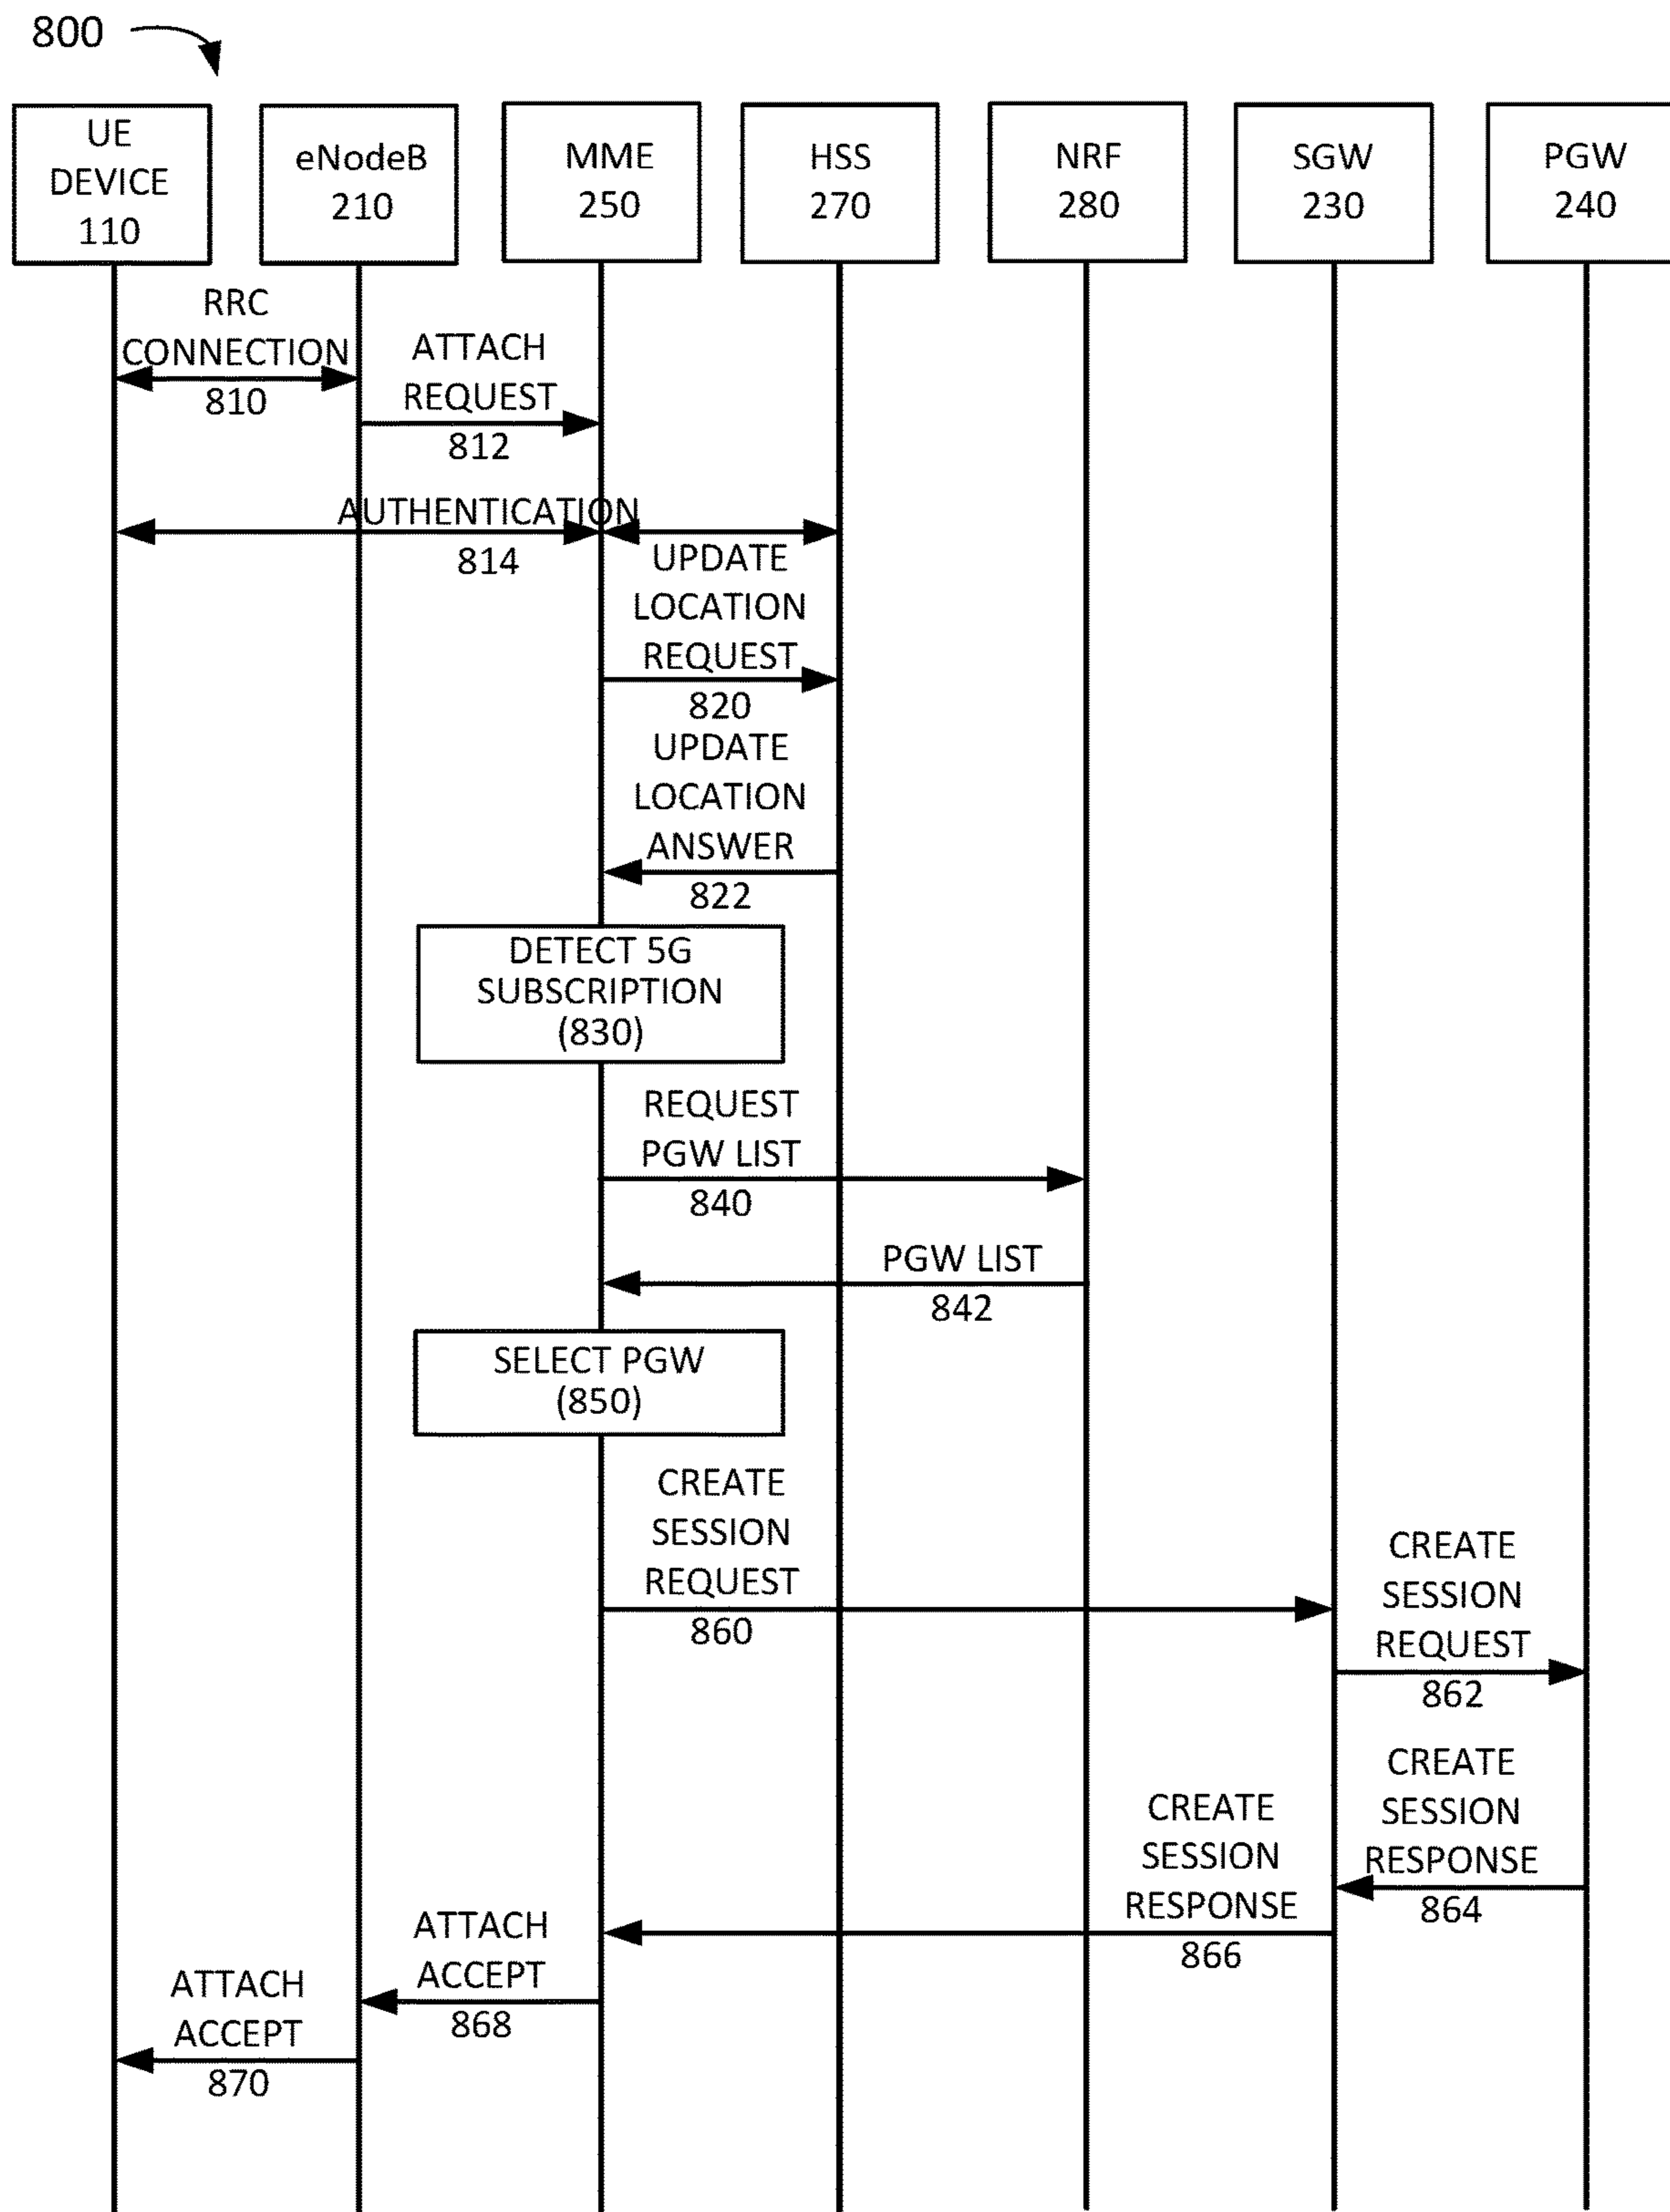 800
UE
DEVICE
110
eNodeB
210
MME
250
HSS
270
NRF
280
SGW
230
PGW
240
RRC
CONNECTION
810
ATTACH
REQUEST
812
AUTHENTICATION
814
UPDATE
LOCATION
REQUEST
820
UPDATE
LOCATION
ANSWER
822
DETECT 5G
SUBSCRIPTION
(830)
REQUEST
PGW LIST
840
PGW LIST
842
SELECT PGW
(850)
CREATE
SESSION
REQUEST
860
CREATE
SESSION
REQUEST
862
CREATE
SESSION
RESPONSE
864
CREATE
SESSION
RESPONSE
866
ATTACH
ACCEPT
868
ATTACH
ACCEPT
870